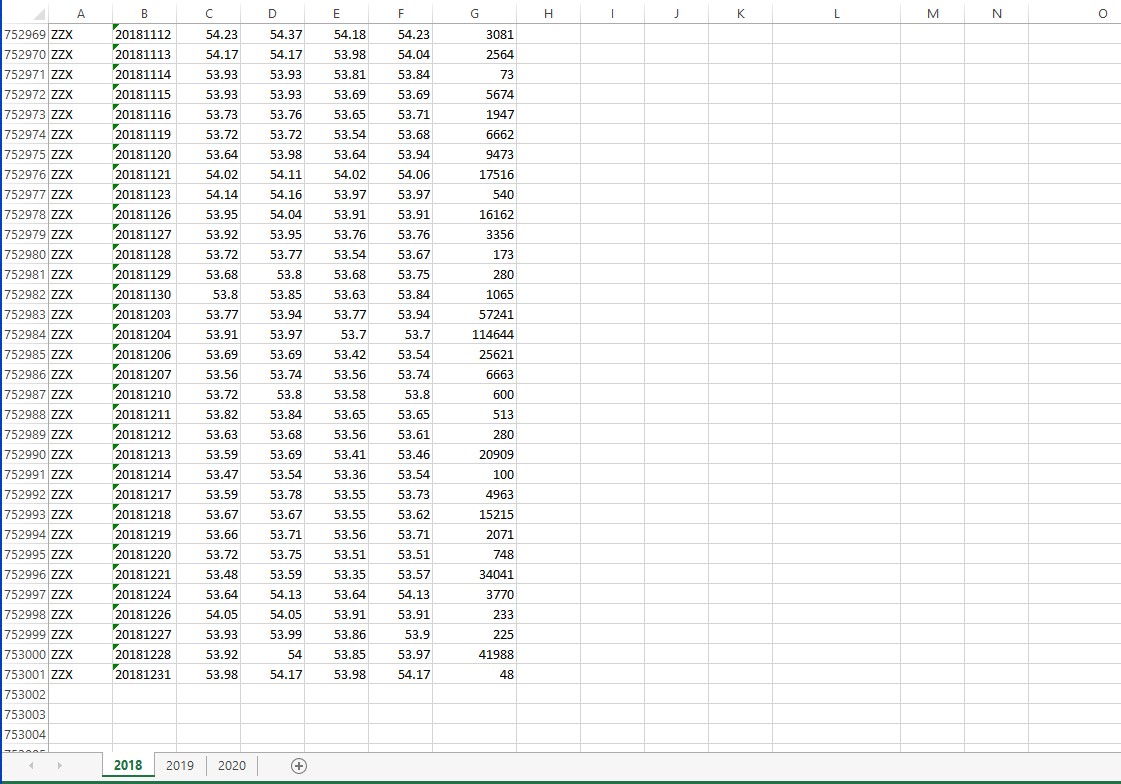 A B C D E F G H I J K L M N O
752969 ZZX 20181112 54.23 54.37 54.18 54.23 3081
752970 ZZX 20181113 54.17 54.17 53.98 54.04 2564
752971 ZZX 20181114 53.93 53.93 53.81 53.84 73
752972 ZZX 20181115 53.93 53.93 53.69 53.69 5674
752973 ZZX 20181116 53.73 53.76 53.65 53.71 1947
752974 ZZX 20181119 53.72 53.72 53.54 53.68 6662
752975 ZZX 20181120 53.64 53.98 53.64 53.94 9473
752976 ZZX 20181121 54.02 54.11 54.02 54.06 17516
752977 ZZX 20181123 54.14 54.16 53.97 53.97 540
752978 ZZX 20181126 53.95 54.04 53.91 53.91 16162
752979 ZZX 20181127 53.92 53.95 53.76 53.76 3356
752980 ZZX 20181128 53.72 53.77 53.54 53.67 173
752981 ZZX 20181129 53.68 53.8 53.68 53.75 280
752982 ZZX 20181130 53.8 53.85 53.63 53.84 1065
752983 ZZX 20181203 53.77 53.94 53.77 53.94 57241
752984 ZZX 20181204 53.91 53.97 53.7 53.7 114644
752985 ZZX 20181206 53.69 53.69 53.42 53.54 25621
752986 ZZX 20181207 53.56 53.74 53.56 53.74 6663
752987 ZZX 20181210 53.72 53.8 53.58 53.8 600
752988 ZZX 20181211 53.82 53.84 53.65 53.65 513
752989 ZZX 20181212 53.63 53.68 53.56 53.61 280
752990 ZZX 20181213 53.59 53.69 53.41 53.46 20909
752991 ZZX 20181214 53.47 53.54 53.36 53.54 100
752992 ZZX 20181217 53.59 53.78 53.55 53.73 4963
752993 ZZX 20181218 53.67 53.67 53.55 53.62 15215
752994 ZZX 20181219 53.66 53.71 53.56 53.71 2071
752995 ZZX 20181220 53.72 53.75 53.51 53.51 748
752996 ZZX 20181221 53.48 53.59 53.35 53.57 34041
752997 ZZX 20181224 53.64 54.13 53.64 54.13 3770
752998 ZZX 20181226 54.05 54.05 53.91 53.91 233
752999 ZZX 20181227 53.93 53.99 53.86 53.9 225
753000 ZZX 20181228 53.92 54 53.85 53.97 41988
753001 ZZX 20181231 53.98 54.17 53.98 54.17 48
753002
753003
753004
2018 2019 2020